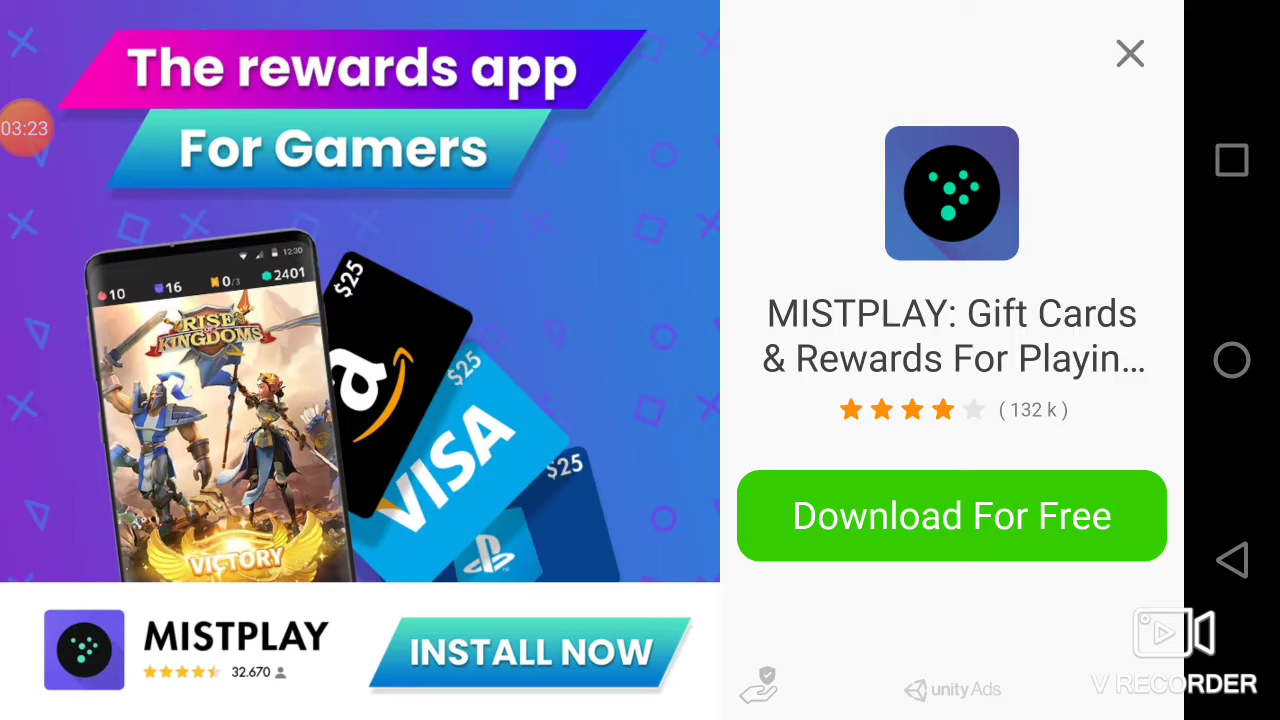 The rewards app
For Gamers
03:23
12:30
10 16 0/3 2401
RISE OF
KINGDOMS
VICTORY
$25
a
$25
VISA
$25
MISTPLAY
32.670
INSTALL NOW
MISTPLAY: Gift Cards
& Rewards For Playin...
( 132 k )
Download For Free
unity Ads
V RECORDER